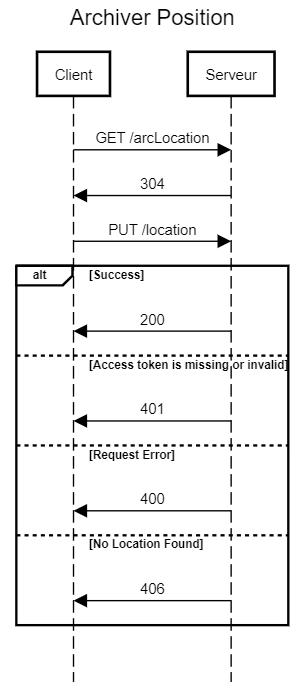 Archiver Position
Client
Serveur
GET /arcLocation
304
PUT /location
alt
[Success]
200
[Access token is missing or invalid]
401
[Request Error]
400
[No Location Found]
406